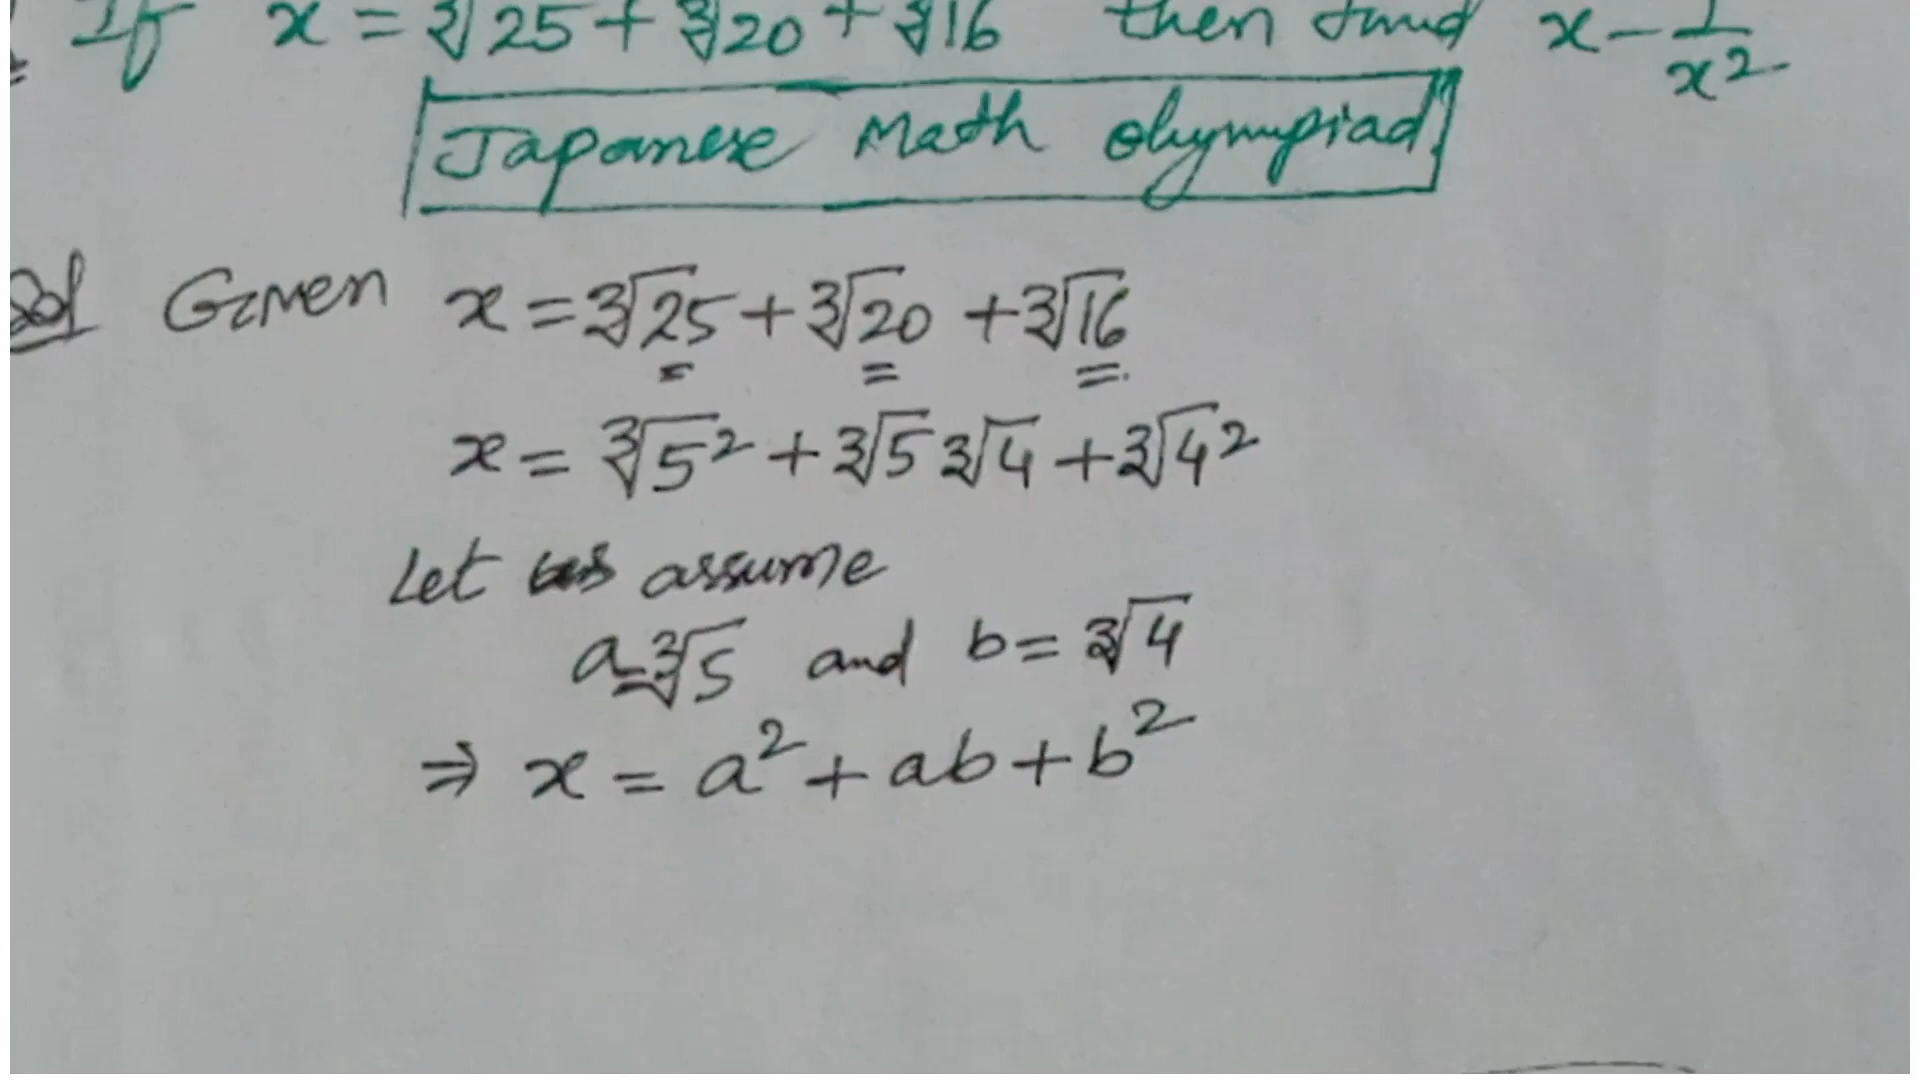 If x = ∛25 + ∛20 + ∛16 then find x - 1/x²
Japanese Math Olympiad
Sol Given x = ∛25 + ∛20 + ∛16
x = ∛5² + ∛5 ∛4 + ∛4²
Let us assume
a = ∛5 and b = ∛4
⇒ x = a² + ab + b²